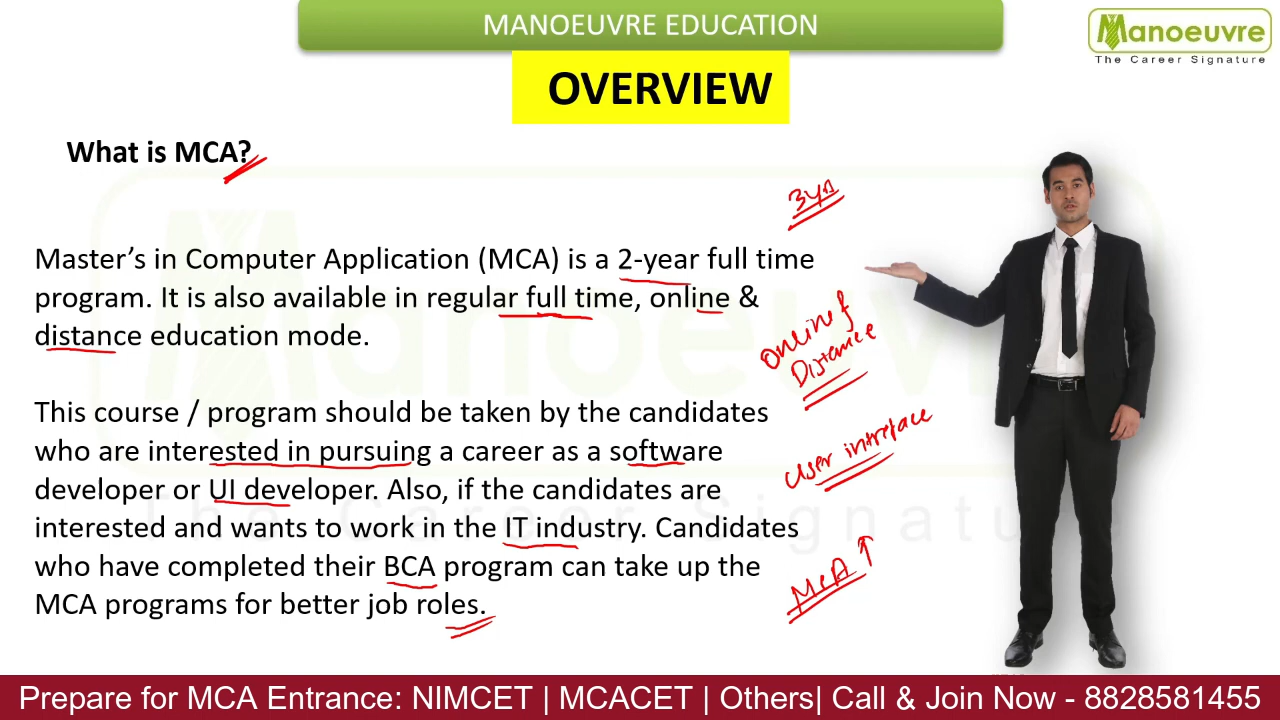 MANOEUVRE EDUCATION
Manoeuvre
The Career Signature
OVERVIEW
What is MCA?
3yr
Master's in Computer Application (MCA) is a 2-year full time
program. It is also available in regular full time, online &
distance education mode.
Online &
Distance
This course / program should be taken by the candidates
who are interested in pursuing a career as a software
developer or UI developer. Also, if the candidates are
interested and wants to work in the IT industry. Candidates
who have completed their BCA program can take up the
MCA programs for better job roles.
User intreface
MCA ↑
Manoeuvre
The Career Signature
Prepare for MCA Entrance: NIMCET | MCACET | Others| Call & Join Now - 8828581455